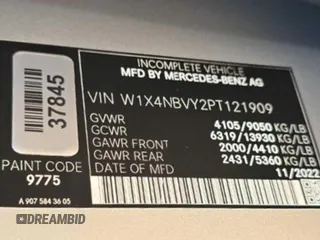 INCOMPLETE VEHICLE
MFD BY MERCEDES-BENZ AG
37845
VIN W1X4NBVY2PT121909
GVWR 4105/9050 KG/LB
GCWR 6319/13930 KG/LB
GAWR FRONT 2000/4410 KG/LB
GAWR REAR 2431/5360 KG/LB
DATE OF MFD 11/2022
PAINT CODE
9775
A 907 584 36 05
DREAMBID